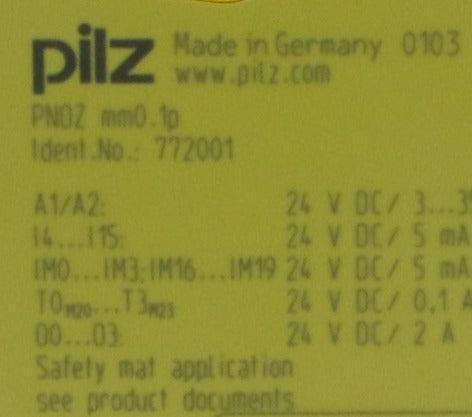 pilz Made in Germany 0103
www.pilz.com
PNOZ mm0.1p
Ident.No.: 772001
A1/A2: 24 V DC/ 3...
I4...I15: 24 V DC/ 5 mA
IM0...IM3;IM16...IM19 24 V DC/ 5 mA
T0M20...T3M23 24 V DC/ 0,1 A
O0...O3: 24 V DC/ 2 A
Safety mat application
see product documents